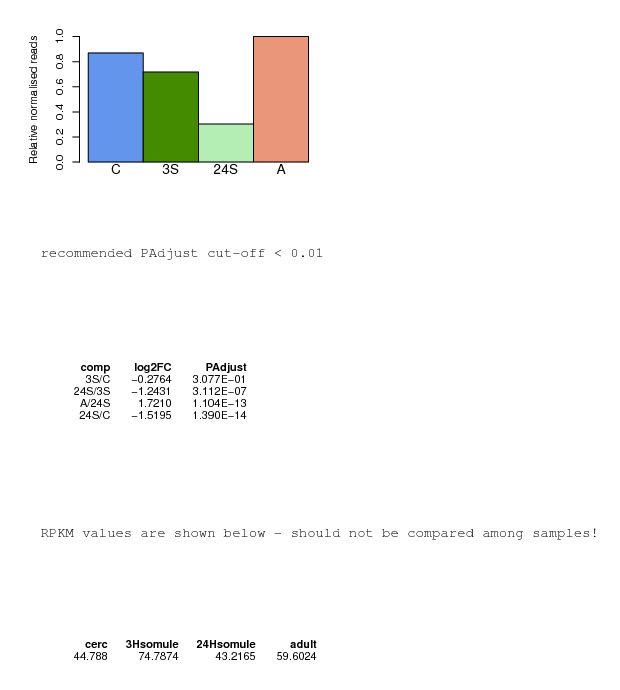 Relative normalised reads
1.0
0.8
0.6
0.4
0.2
0.0
C 3S 24S A
recommended PAdjust cut-off < 0.01
comp log2FC PAdjust
3S/C −0.2764 3.077E−01
24S/3S −1.2431 3.112E−07
A/24S 1.7210 1.104E−13
24S/C −1.5195 1.390E−14
RPKM values are shown below - should not be compared among samples!
cerc 3Hsomule 24Hsomule adult
44.788 74.7874 43.2165 59.6024